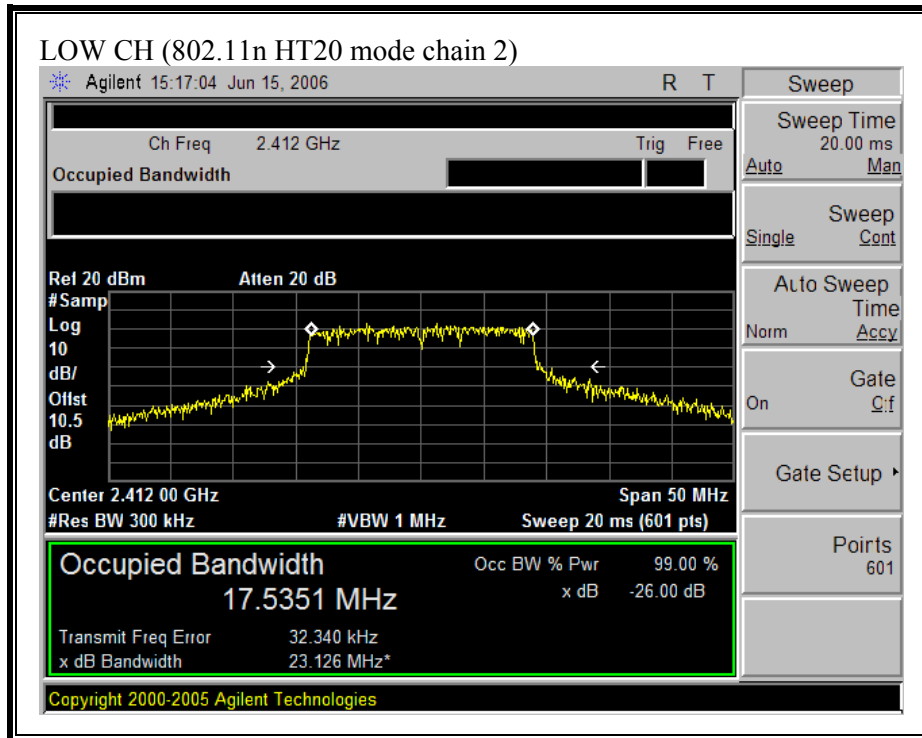 LOW CH (802.11n HT20 mode chain 2)
Agilent 15:17:04 Jun 15, 2006 R T
Sweep
Sweep Time
20.00 ms
Auto Man
Ch Freq 2.412 GHz Trig Free
Occupied Bandwidth
Sweep
Single Cont
Ref 20 dBm Atten 20 dB
#Samp
Log
10
dB/
Offst
10.5
dB
Auto Sweep
Time
Norm Accy
Gate
On Off
Gate Setup
Center 2.412 00 GHz Span 50 MHz
#Res BW 300 kHz #VBW 1 MHz Sweep 20 ms (601 pts)
Points
601
Occupied Bandwidth Occ BW % Pwr 99.00 %
17.5351 MHz x dB -26.00 dB
Transmit Freq Error 32.340 kHz
x dB Bandwidth 23.126 MHz*
Copyright 2000-2005 Agilent Technologies